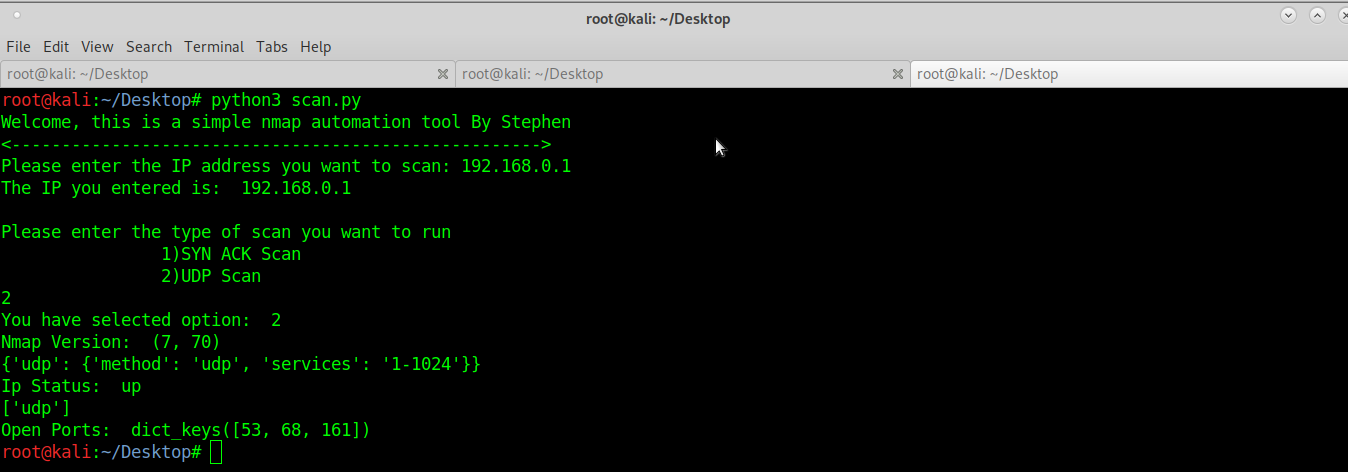 root@kali: ~/Desktop
File Edit View Search Terminal Tabs Help
root@kali: ~/Desktop root@kali: ~/Desktop root@kali: ~/Desktop
root@kali:~/Desktop# python3 scan.py
Welcome, this is a simple nmap automation tool By Stephen
<----------------------------------------------------->
Please enter the IP address you want to scan: 192.168.0.1
The IP you entered is:  192.168.0.1
Please enter the type of scan you want to run
1)SYN ACK Scan
2)UDP Scan
2
You have selected option:  2
Nmap Version:  (7, 70)
{'udp': {'method': 'udp', 'services': '1-1024'}}
Ip Status:  up
['udp']
Open Ports:  dict_keys([53, 68, 161])
root@kali:~/Desktop#